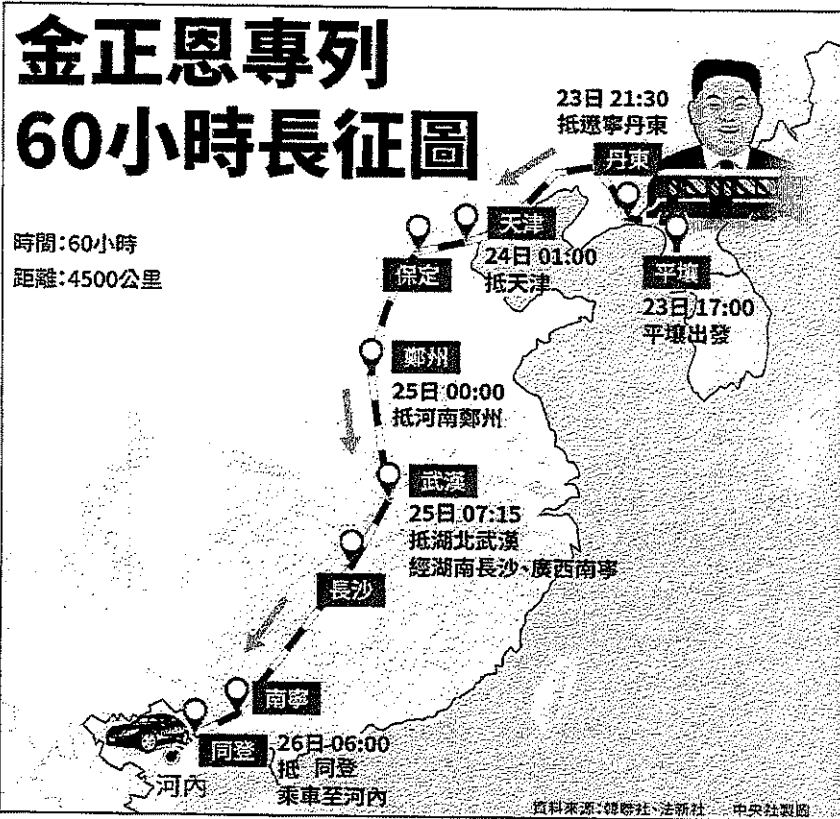 金正恩專列
60小時長征圖
時間：60小時
距離：4500公里
23日 21:30
抵遼寧丹東
丹東
天津
24日 01:00
抵天津
保定
平壤
23日 17:00
平壤出發
鄭州
25日 00:00
抵河南鄭州
武漢
25日 07:15
抵湖北武漢
經湖南長沙、廣西南寧
長沙
南寧
同登
26日 06:00
抵 同登
乘車至河內
河內
資料來源：韓聯社、法新社 中央社製圖